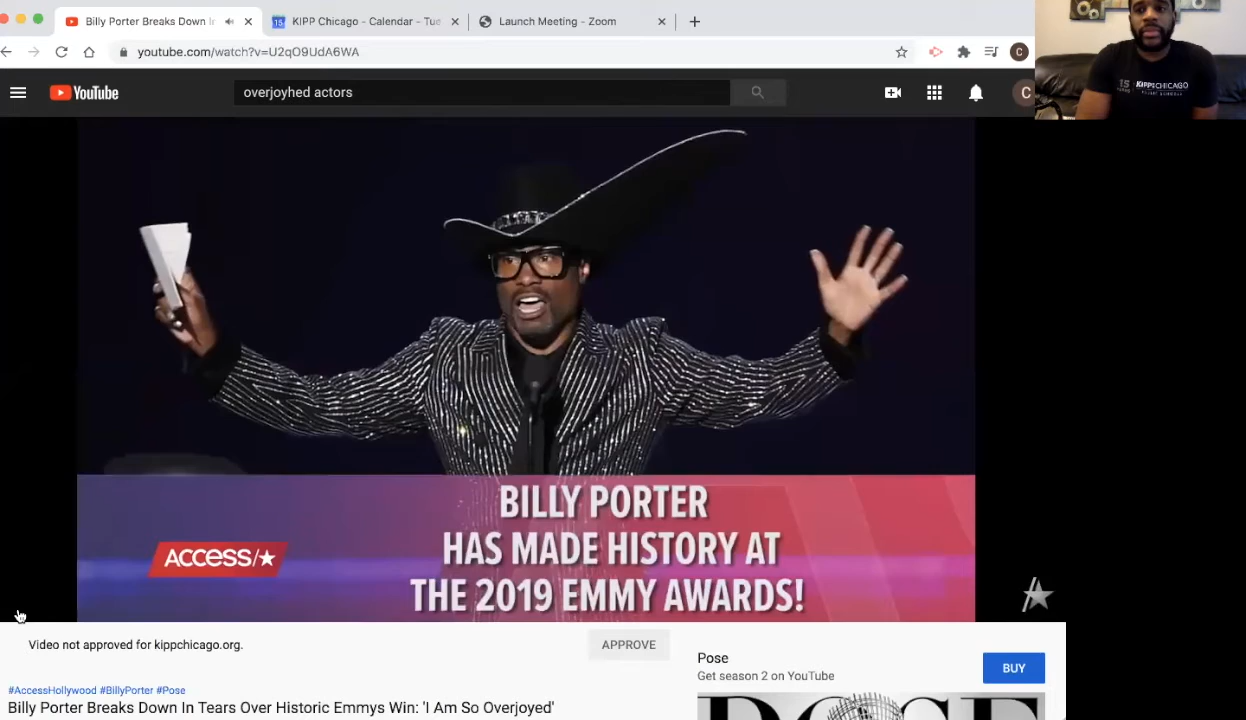 Billy Porter Breaks Down I
KIPP Chicago - Calendar - Tue
Launch Meeting - Zoom
youtube.com/watch?v=U2qO9UdA6WA
C
YouTube
overjoyhed actors
C
15
KIPP:CHICAGO
BILLY PORTER
HAS MADE HISTORY AT
THE 2019 EMMY AWARDS!
ACCESS/★
Video not approved for kippchicago.org.
APPROVE
Pose
Get season 2 on YouTube
BUY
#AccessHollywood #BillyPorter #Pose
Billy Porter Breaks Down In Tears Over Historic Emmys Win: 'I Am So Overjoyed'
POSE